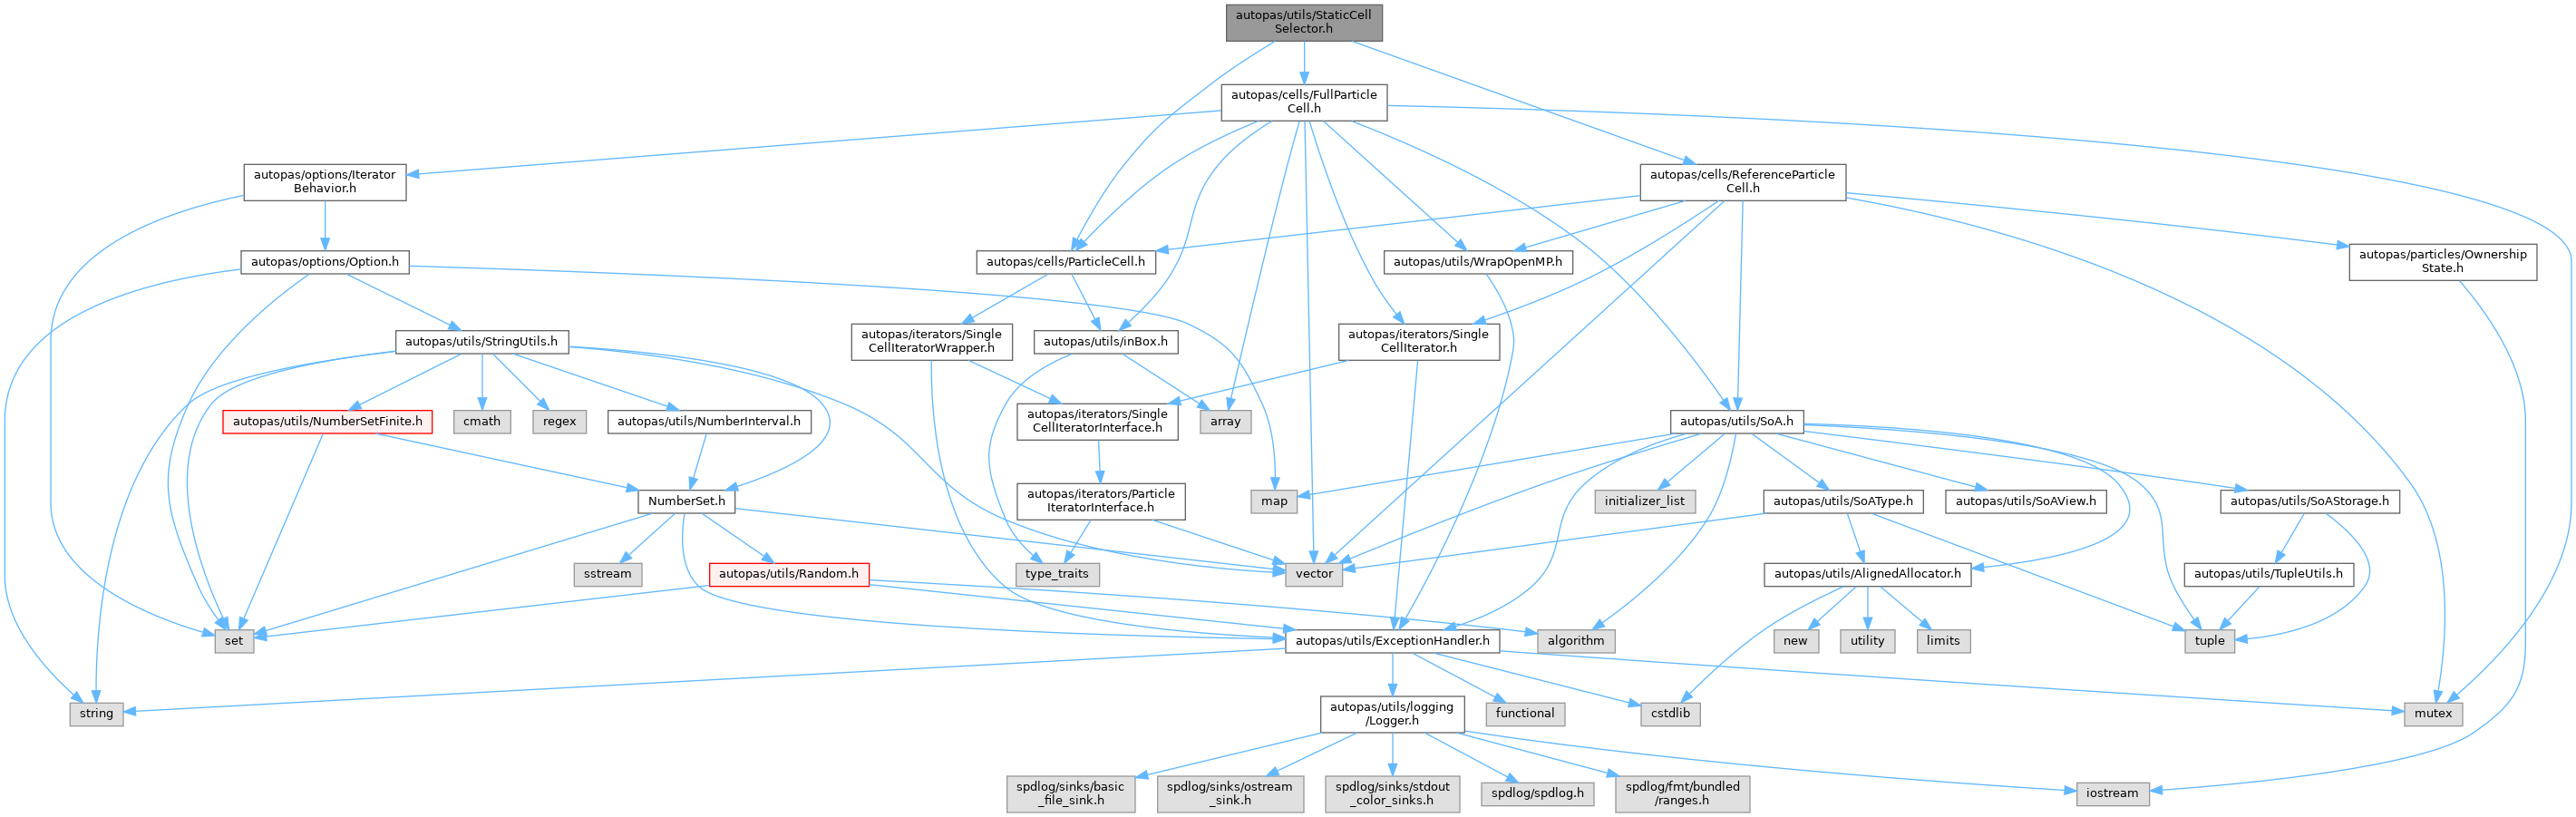 autopas/utils/StaticCell
Selector.h
autopas/cells/FullParticle
Cell.h
autopas/options/Iterator
Behavior.h
autopas/cells/ReferenceParticle
Cell.h
autopas/options/Option.h
autopas/cells/ParticleCell.h
autopas/utils/WrapOpenMP.h
autopas/particles/Ownership
State.h
autopas/utils/StringUtils.h
autopas/iterators/Single
CellIteratorWrapper.h
autopas/utils/inBox.h
autopas/iterators/Single
CellIterator.h
autopas/utils/NumberSetFinite.h
cmath
regex
autopas/utils/NumberInterval.h
autopas/iterators/Single
CellIteratorInterface.h
array
autopas/utils/SoA.h
NumberSet.h
autopas/iterators/Particle
IteratorInterface.h
map
initializer_list
autopas/utils/SoAType.h
autopas/utils/SoAView.h
autopas/utils/SoAStorage.h
sstream
autopas/utils/Random.h
type_traits
vector
autopas/utils/AlignedAllocator.h
autopas/utils/TupleUtils.h
set
autopas/utils/ExceptionHandler.h
algorithm
new
utility
limits
tuple
string
autopas/utils/logging
/Logger.h
functional
cstdlib
mutex
spdlog/sinks/basic
_file_sink.h
spdlog/sinks/ostream
_sink.h
spdlog/sinks/stdout
_color_sinks.h
spdlog/spdlog.h
spdlog/fmt/bundled
/ranges.h
iostream